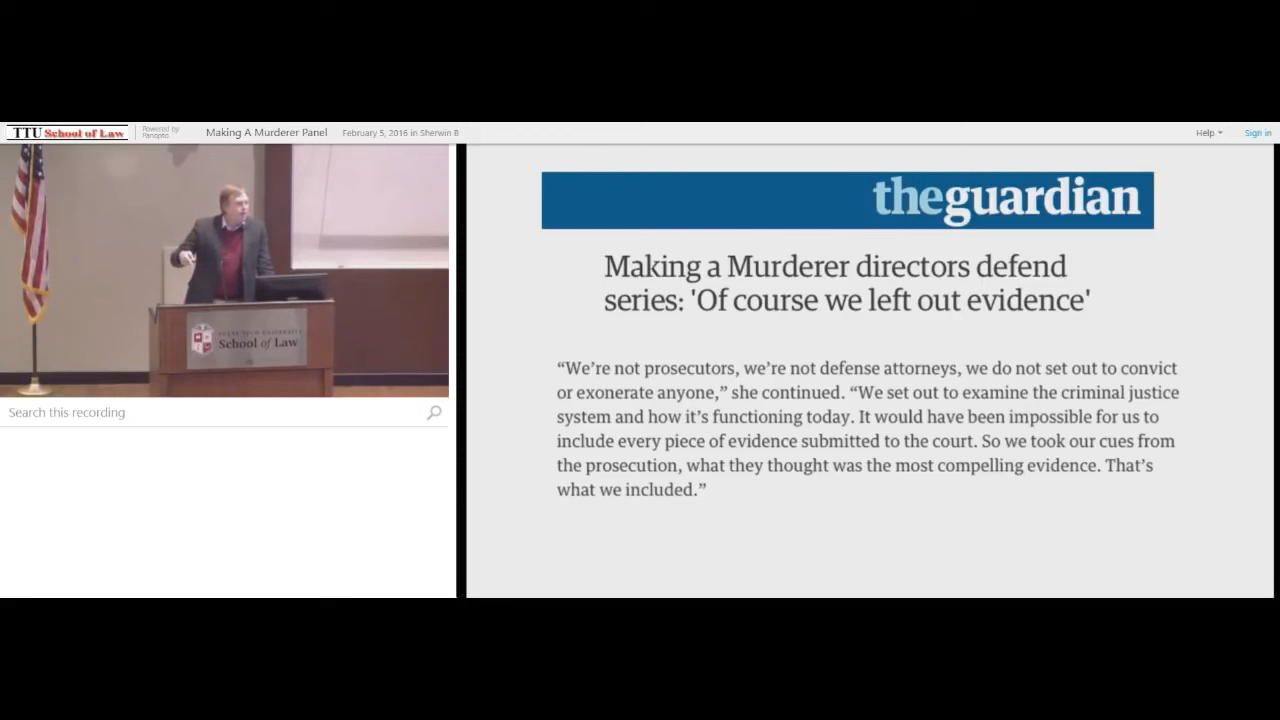 TTU School of Law
Powered by
Panopto
Making A Murderer Panel
February 5, 2016 in Sherwin B
Help
Sign in
TEXAS TECH UNIVERSITY
School of Law
Search this recording
theguardian
Making a Murderer directors defend
series: 'Of course we left out evidence'
“We’re not prosecutors, we’re not defense attorneys, we do not set out to convict
or exonerate anyone,” she continued. “We set out to examine the criminal justice
system and how it’s functioning today. It would have been impossible for us to
include every piece of evidence submitted to the court. So we took our cues from
the prosecution, what they thought was the most compelling evidence. That’s
what we included.”